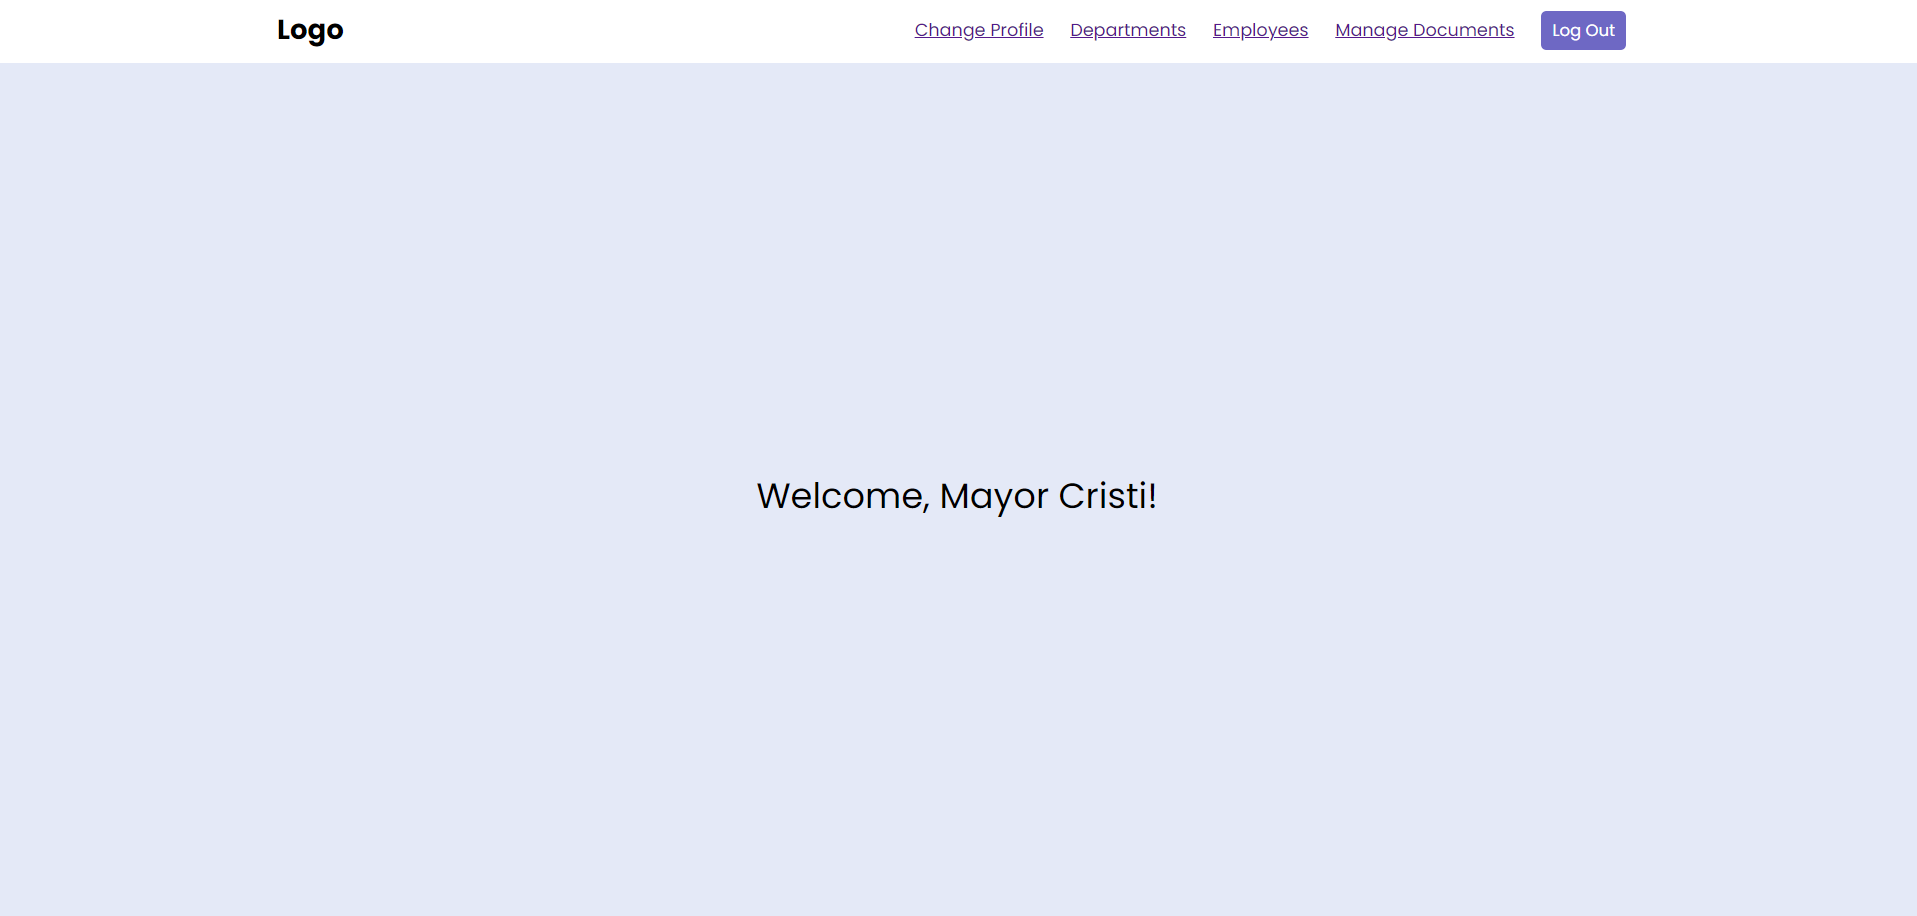 Logo Change Profile Departments Employees Manage Documents Log Out
Welcome, Mayor Cristi!